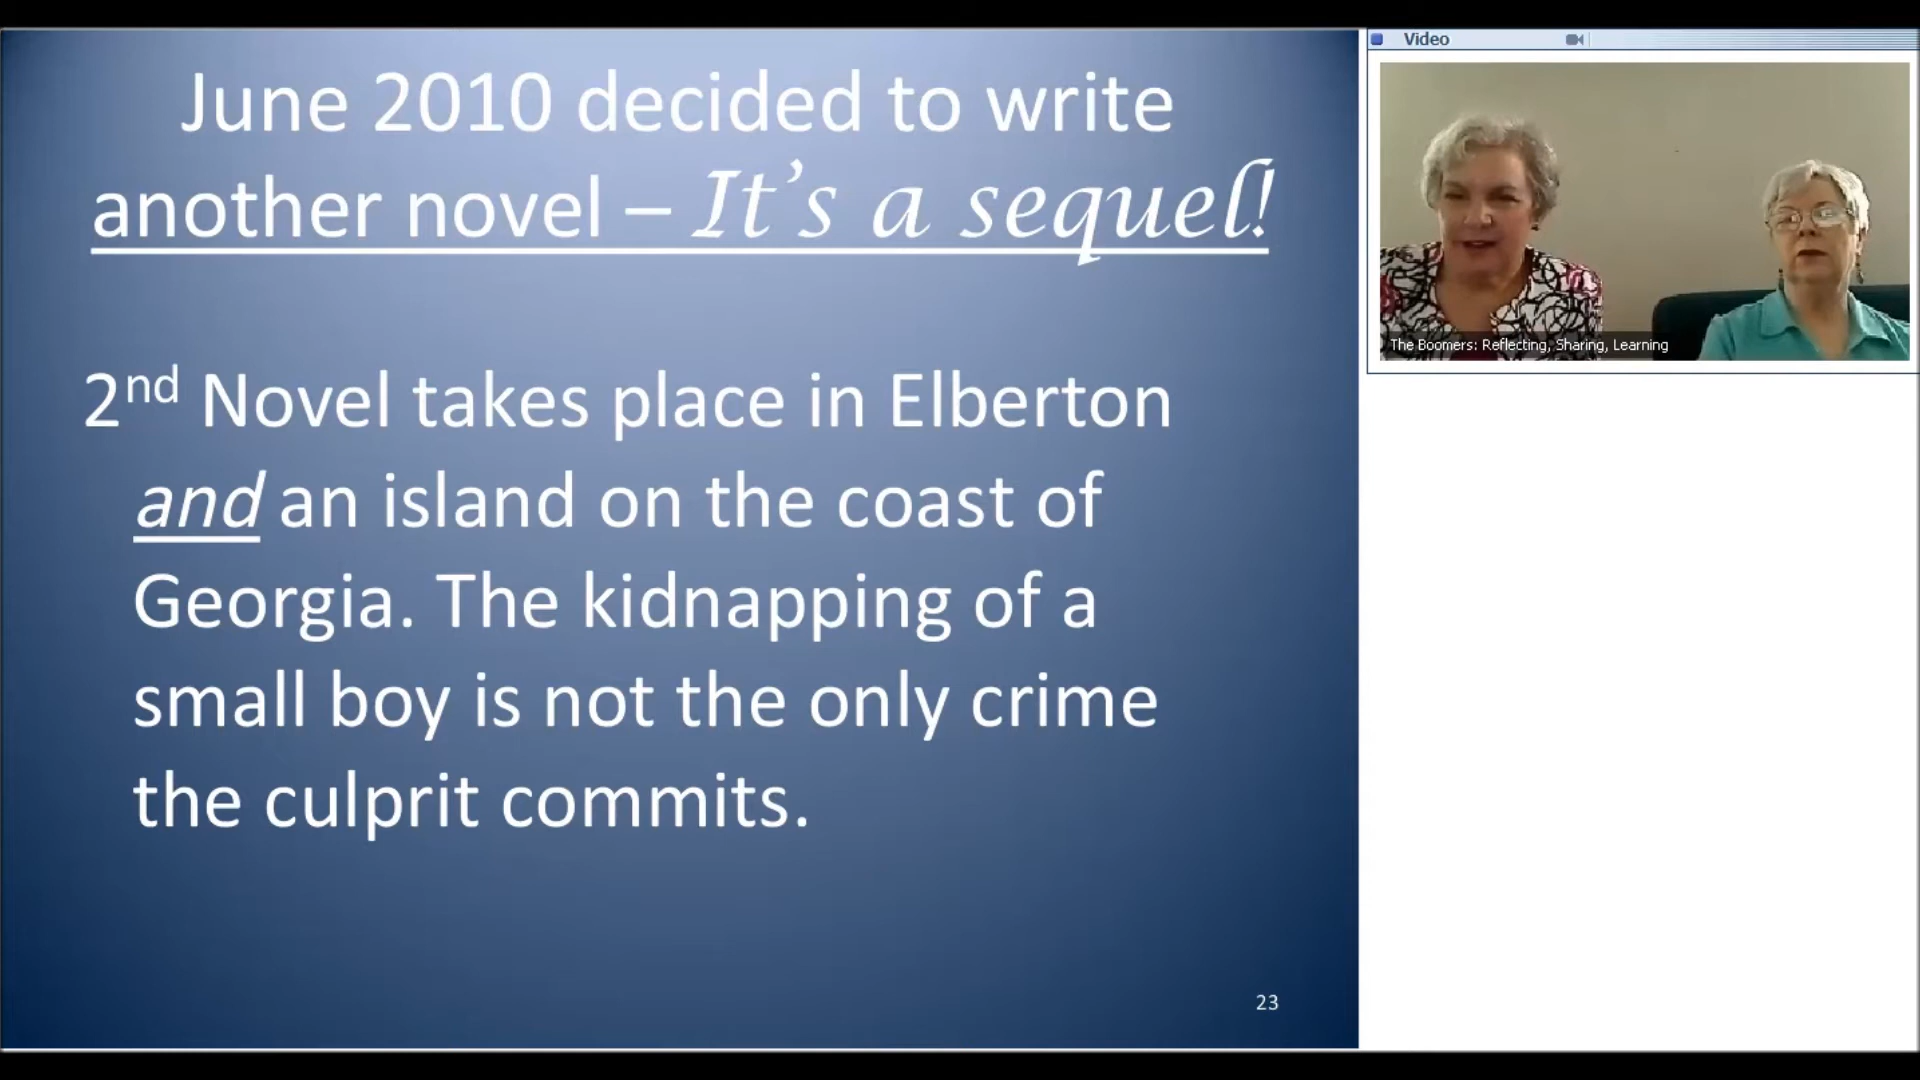 June 2010 decided to write
another novel – It's a sequel!
2nd Novel takes place in Elberton
and an island on the coast of
Georgia. The kidnapping of a
small boy is not the only crime
the culprit commits.
23
Video
The Boomers: Reflecting, Sharing, Learning